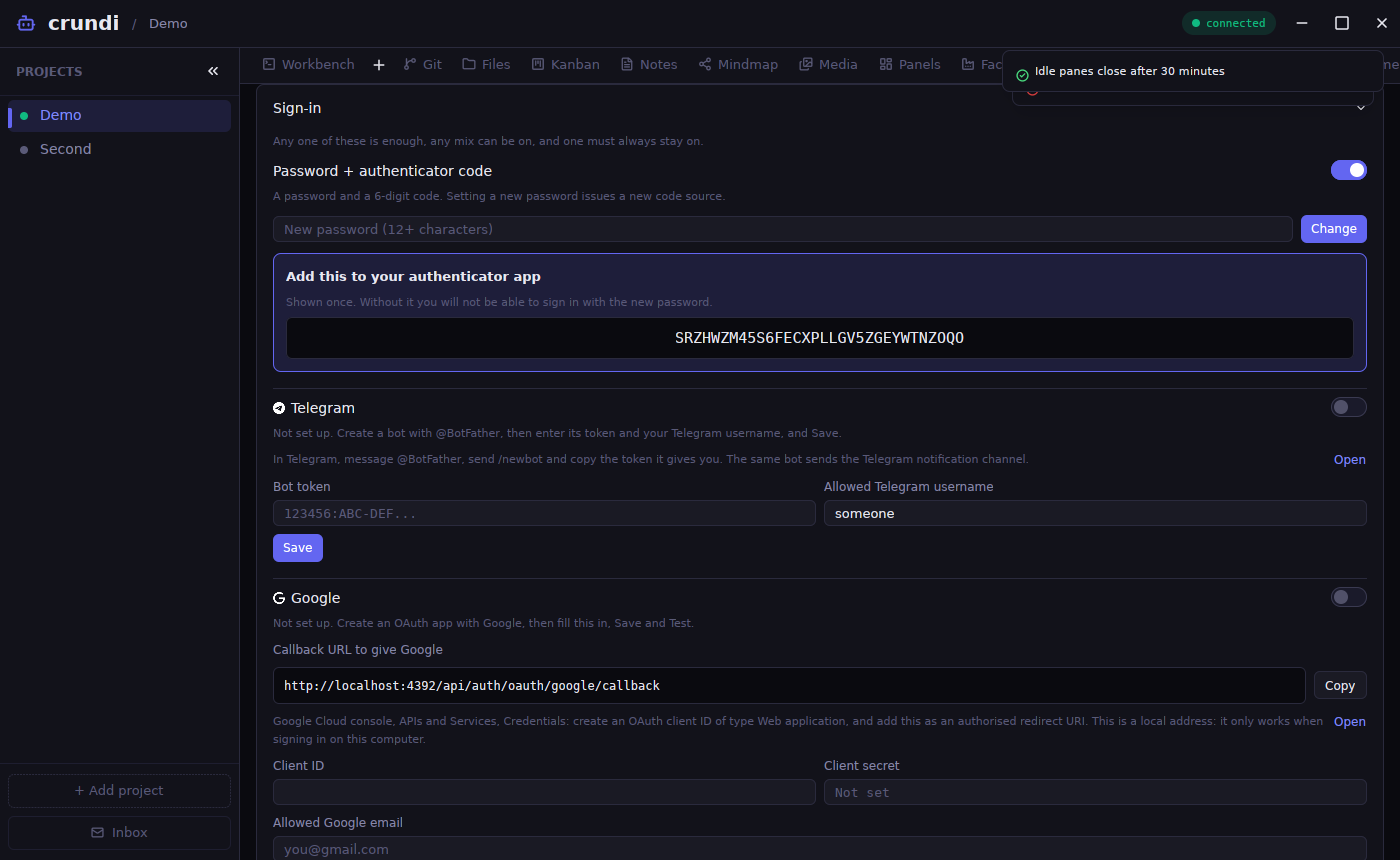 crundi / Demo
connected
PROJECTS
Demo
Second
+ Add project
Inbox
Workbench
Git
Files
Kanban
Notes
Mindmap
Media
Panels
Idle panes close after 30 minutes
Sign-in
Any one of these is enough, any mix can be on, and one must always stay on.
Password + authenticator code
A password and a 6-digit code. Setting a new password issues a new code source.
New password (12+ characters)
Change
Add this to your authenticator app
Shown once. Without it you will not be able to sign in with the new password.
SRZHWZM45S6FECXPLLGV5ZGEYWTNZOQO
Telegram
Not set up. Create a bot with @BotFather, then enter its token and your Telegram username, and Save.
In Telegram, message @BotFather, send /newbot and copy the token it gives you. The same bot sends the Telegram notification channel.
Open
Bot token
Allowed Telegram username
123456:ABC-DEF...
someone
Save
Google
Not set up. Create an OAuth app with Google, then fill this in, Save and Test.
Callback URL to give Google
http://localhost:4392/api/auth/oauth/google/callback
Copy
Google Cloud console, APIs and Services, Credentials: create an OAuth client ID of type Web application, and add this as an authorised redirect URI. This is a local address: it only works when
signing in on this computer.
Open
Client ID
Client secret
Not set
Allowed Google email
you@gmail.com